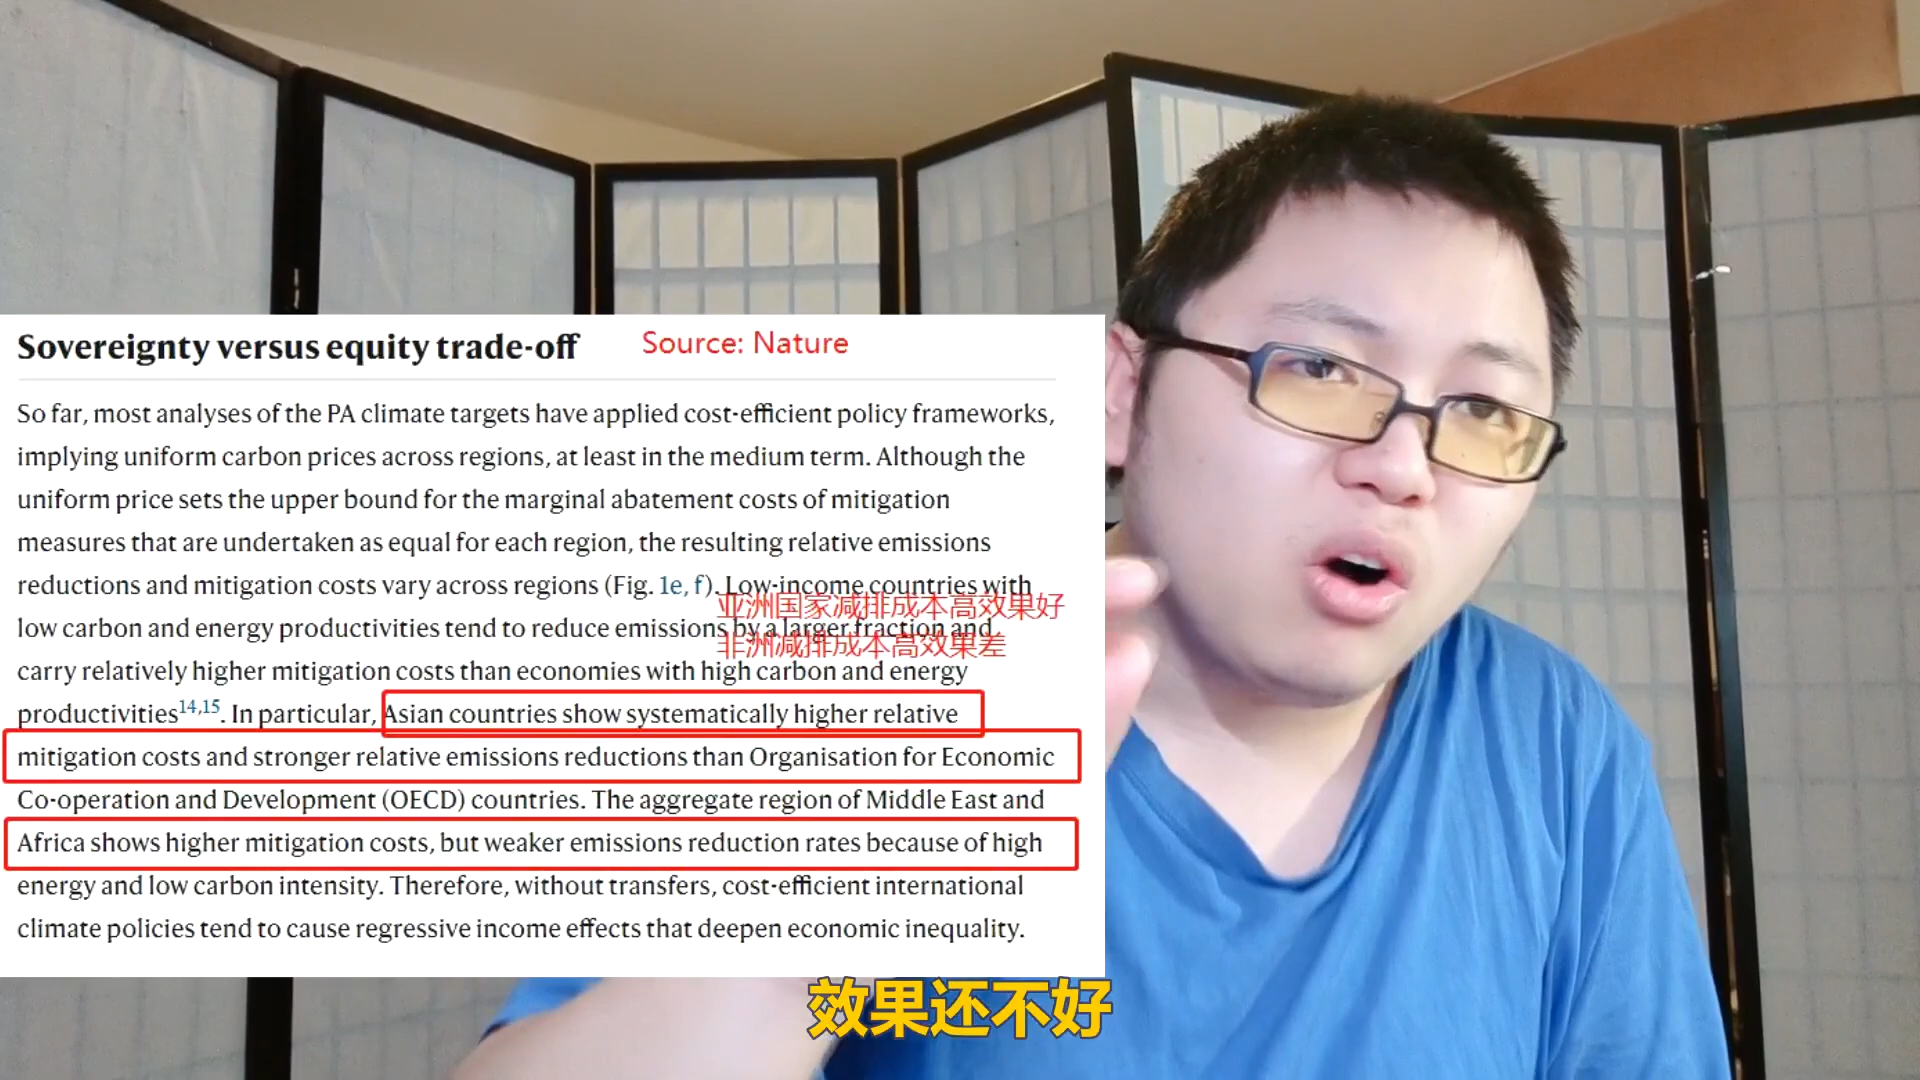 Sovereignty versus equity trade-off
Source: Nature
So far, most analyses of the PA climate targets have applied cost-efficient policy frameworks,
implying uniform carbon prices across regions, at least in the medium term. Although the
uniform price sets the upper bound for the marginal abatement costs of mitigation
measures that are undertaken as equal for each region, the resulting relative emissions
reductions and mitigation costs vary across regions (Fig. 1e, f). Low-income countries with
亚洲国家减排成本高效果好
low carbon and energy productivities tend to reduce emissions by a larger fraction and
非洲减排成本高效果差
carry relatively higher mitigation costs than economies with high carbon and energy
productivities14,15. In particular, Asian countries show systematically higher relative
mitigation costs and stronger relative emissions reductions than Organisation for Economic
Co-operation and Development (OECD) countries. The aggregate region of Middle East and
Africa shows higher mitigation costs, but weaker emissions reduction rates because of high
energy and low carbon intensity. Therefore, without transfers, cost-efficient international
climate policies tend to cause regressive income effects that deepen economic inequality.
效果还不好